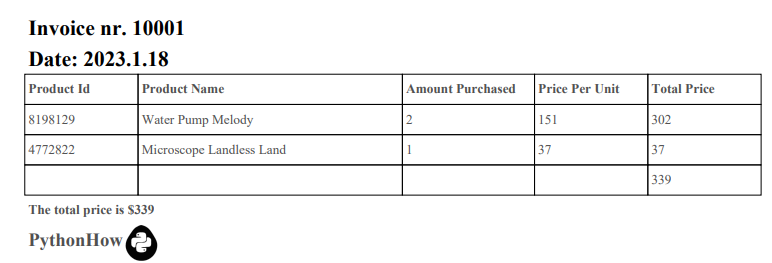 Invoice nr. 10001
Date: 2023.1.18
Product Id Product Name Amount Purchased Price Per Unit Total Price
8198129 Water Pump Melody 2 151 302
4772822 Microscope Landless Land 1 37 37
339
The total price is $339
PythonHow